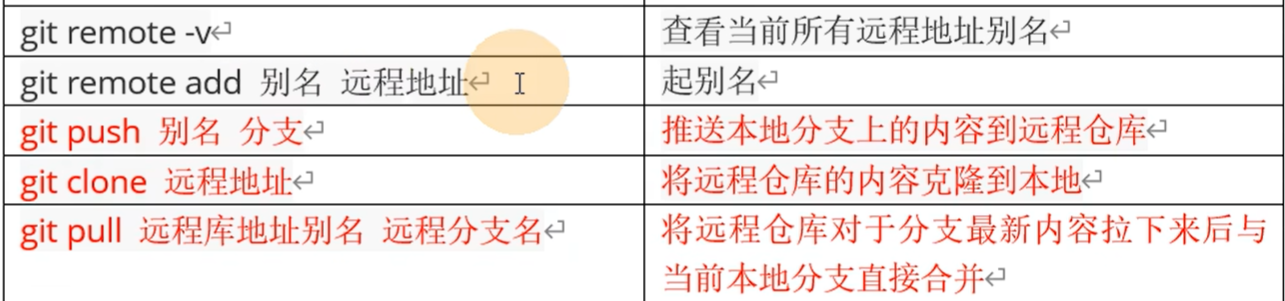 git remote -v 查看当前所有远程地址别名
git remote add 别名 远程地址 起别名
git push 别名 分支 推送本地分支上的内容到远程仓库
git clone 远程地址 将远程仓库的内容克隆到本地
git pull 远程库地址别名 远程分支名 将远程仓库对于分支最新内容拉下来后与
当前本地分支直接合并